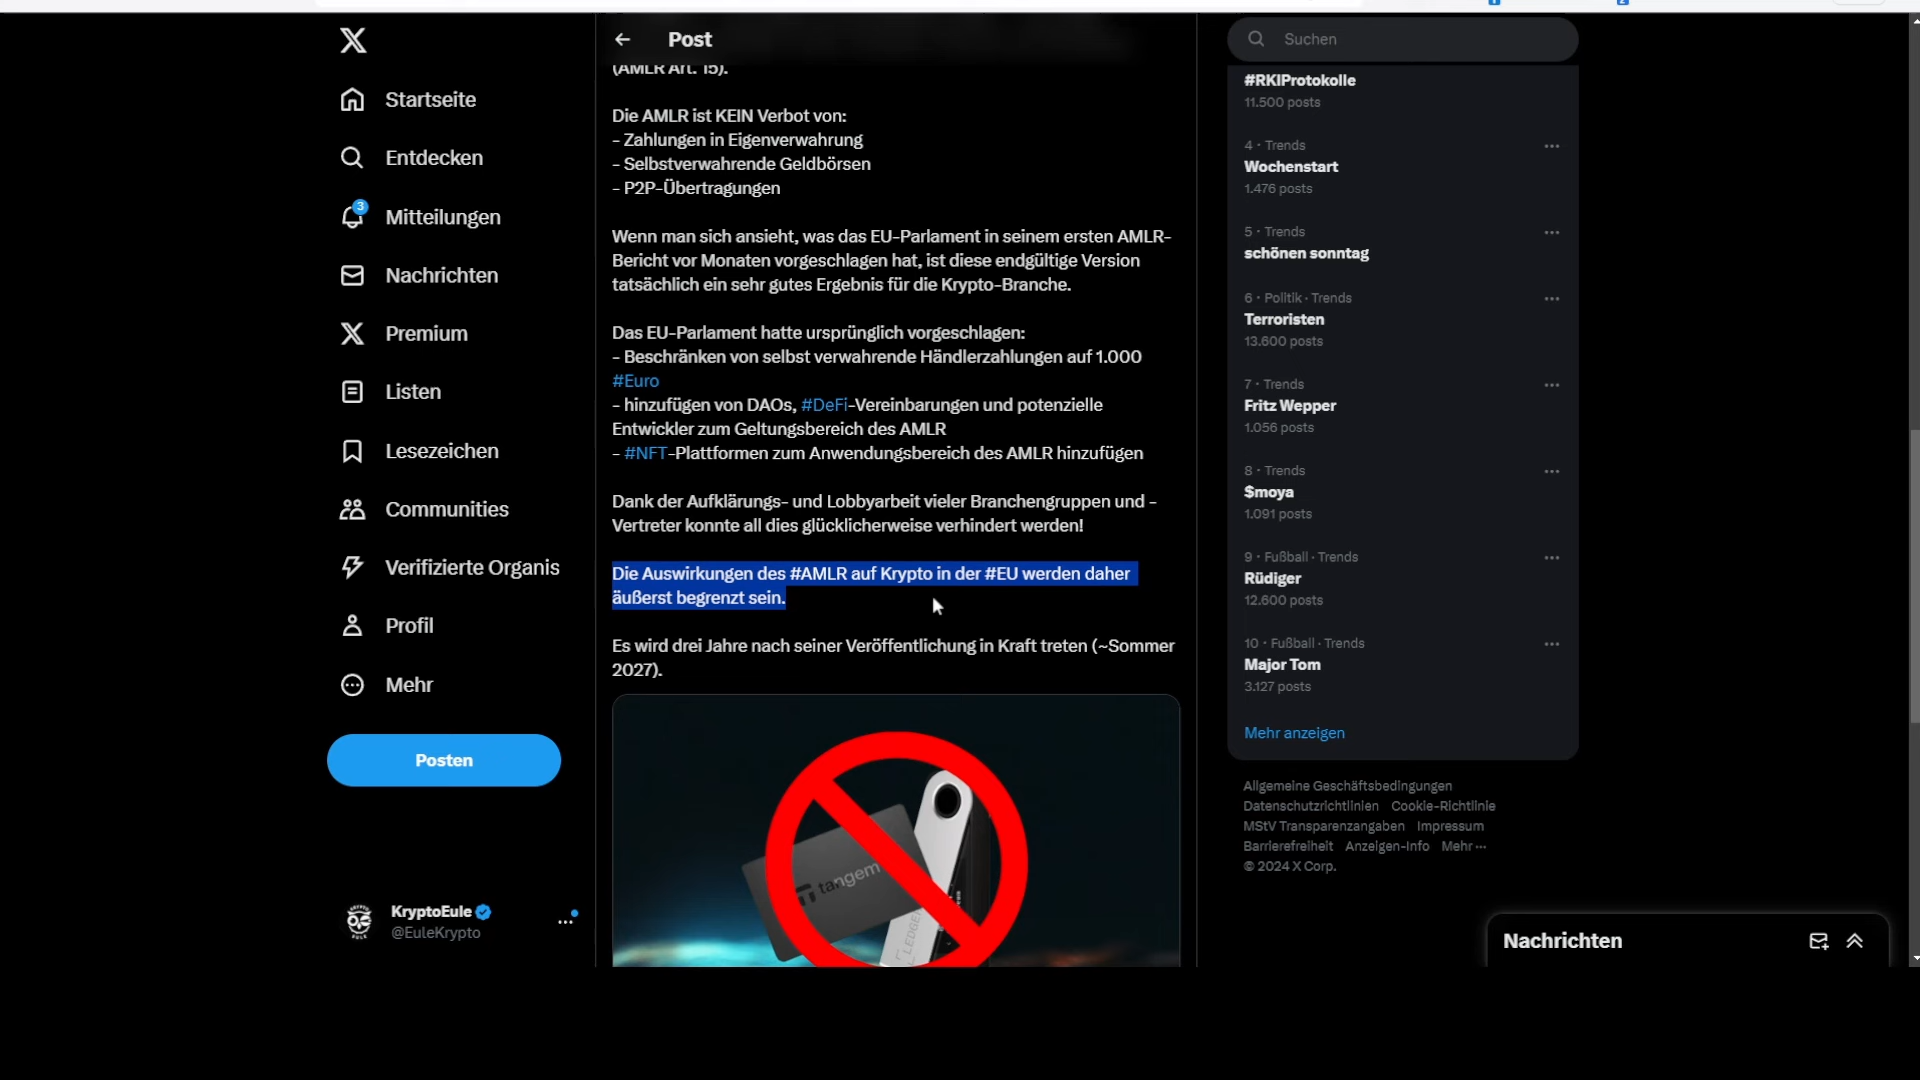 Startseite
Entdecken
3
Mitteilungen
Nachrichten
Premium
Listen
Lesezeichen
Communities
Verifizierte Organis
Profil
Mehr
Posten
KryptoEule
@EuleKrypto
Post
(AMLR Art. 15).
Die AMLR ist KEIN Verbot von:
- Zahlungen in Eigenverwahrung
- Selbstverwahrende Geldbörsen
- P2P-Übertragungen
Wenn man sich ansieht, was das EU-Parlament in seinem ersten AMLR-
Bericht vor Monaten vorgeschlagen hat, ist diese endgültige Version
tatsächlich ein sehr gutes Ergebnis für die Krypto-Branche.
Das EU-Parlament hatte ursprünglich vorgeschlagen:
- Beschränken von selbst verwahrende Händlerzahlungen auf 1.000
#Euro
- hinzufügen von DAOs, #DeFi-Vereinbarungen und potenzielle
Entwickler zum Geltungsbereich des AMLR
- #NFT-Plattformen zum Anwendungsbereich des AMLR hinzufügen
Dank der Aufklärungs- und Lobbyarbeit vieler Branchengruppen und -
Vertreter konnte all dies glücklicherweise verhindert werden!
Die Auswirkungen des #AMLR auf Krypto in der #EU werden daher
äußerst begrenzt sein.
Es wird drei Jahre nach seiner Veröffentlichung in Kraft treten (~Sommer
2027).
tangem
LEDGER
Suchen
#RKIProtokolle
11.500 posts
4 · Trends
Wochenstart
1.476 posts
5 · Trends
schönen sonntag
6 · Politik · Trends
Terroristen
13.600 posts
7 · Trends
Fritz Wepper
1.056 posts
8 · Trends
$moya
1.091 posts
9 · Fußball · Trends
Rüdiger
12.600 posts
10 · Fußball · Trends
Major Tom
3.127 posts
Mehr anzeigen
Allgemeine Geschäftsbedingungen
Datenschutzrichtlinien Cookie-Richtlinie
MStV Transparenzangaben Impressum
Barrierefreiheit Anzeigen-Info Mehr ···
© 2024 X Corp.
Nachrichten